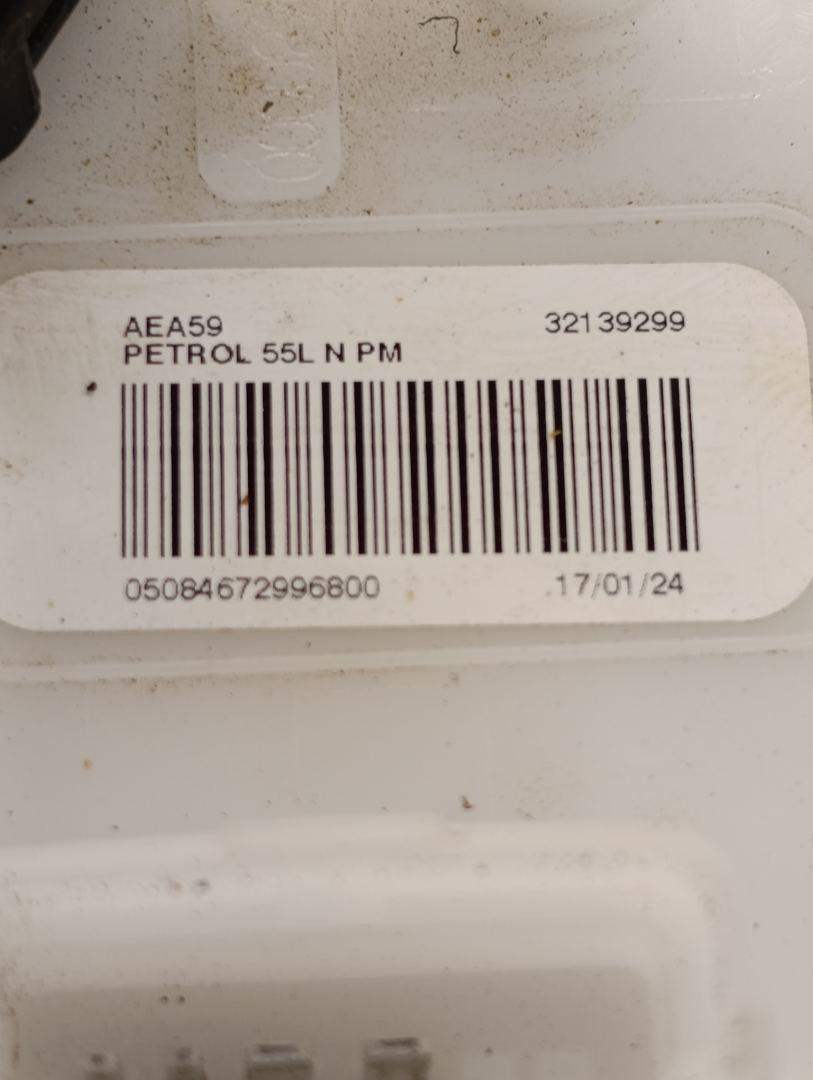 AEA59 32139299
PETROL 55L N PM
05084672996800 17/01/24